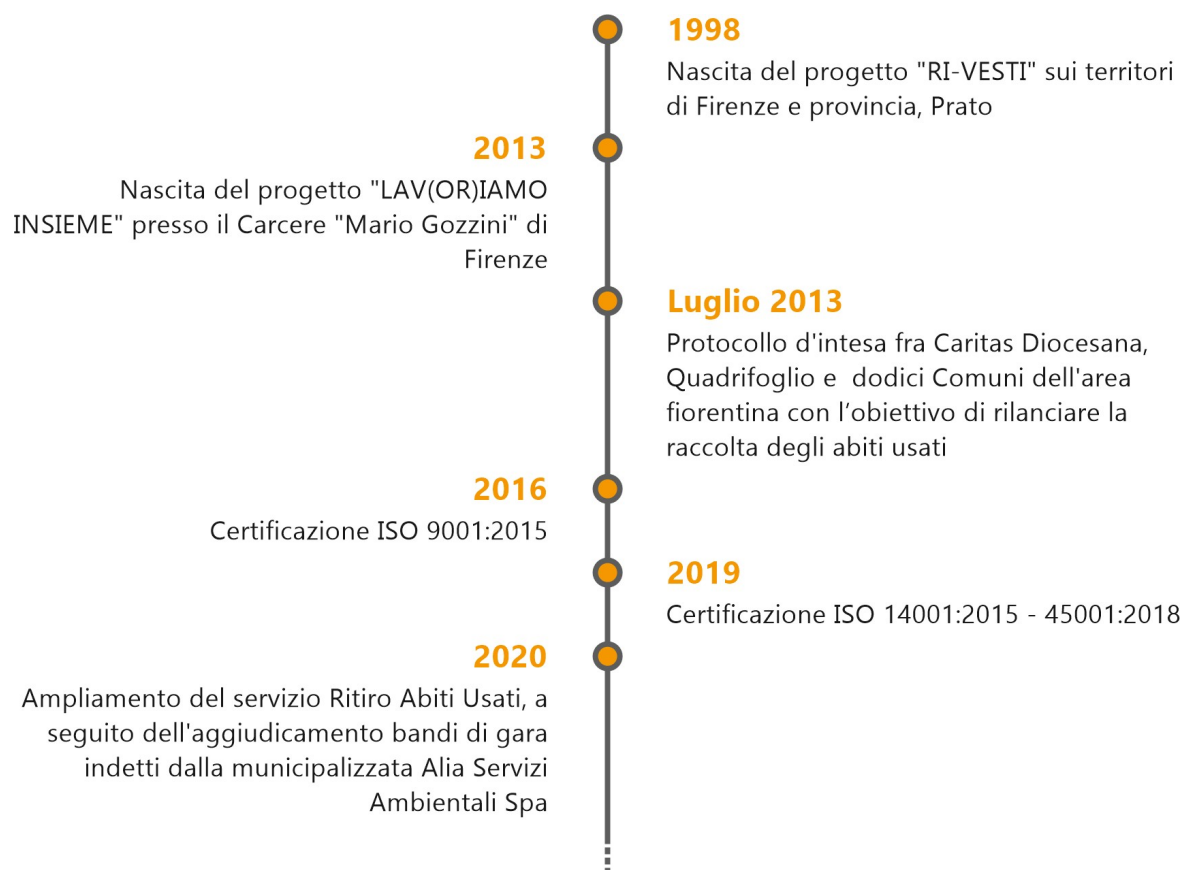 1998
Nascita del progetto "RI-VESTI" sui territori
di Firenze e provincia, Prato
2013
Nascita del progetto "LAV(OR)IAMO
INSIEME" presso il Carcere "Mario Gozzini" di
Firenze
Luglio 2013
Protocollo d'intesa fra Caritas Diocesana,
Quadrifoglio e  dodici Comuni dell'area
fiorentina con l’obiettivo di rilanciare la
raccolta degli abiti usati
2016
Certificazione ISO 9001:2015
2019
Certificazione ISO 14001:2015 - 45001:2018
2020
Ampliamento del servizio Ritiro Abiti Usati, a
seguito dell'aggiudicamento bandi di gara
indetti dalla municipalizzata Alia Servizi
Ambientali Spa